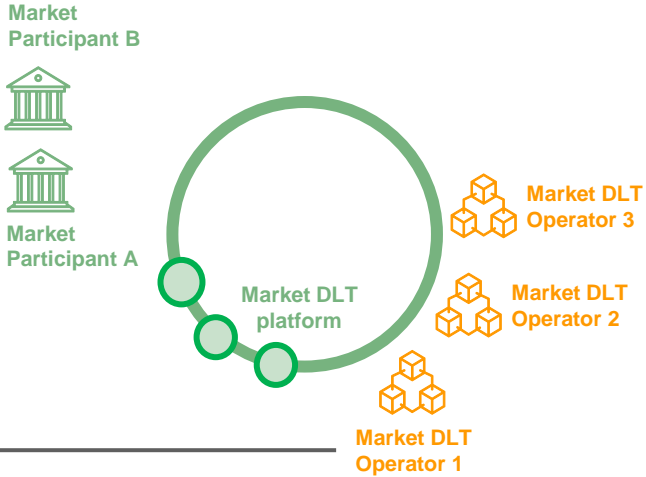 Market
Participant B
Market
Participant A
Market DLT
platform
Market DLT
Operator 3
Market DLT
Operator 2
Market DLT
Operator 1